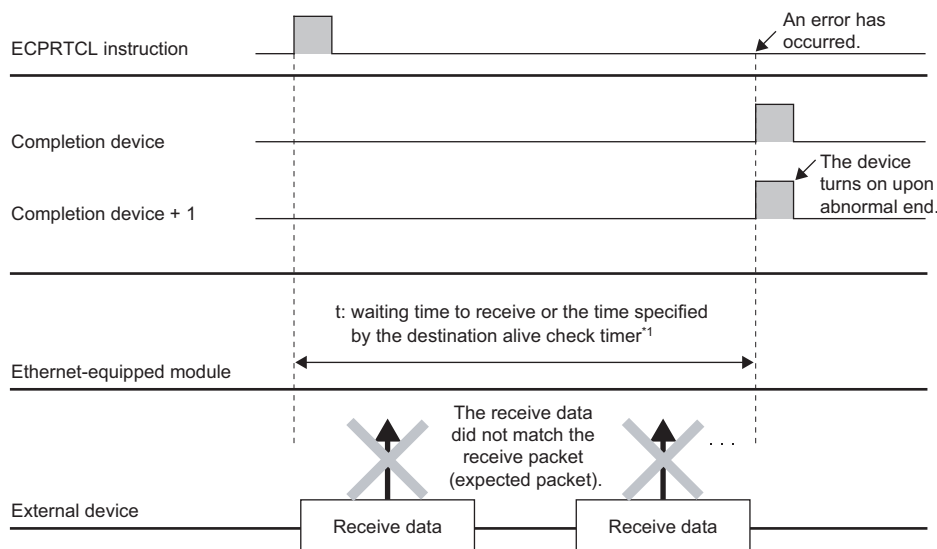 ECPRTCL instruction
An error has
occurred.
Completion device
Completion device + 1
The device
turns on upon
abnormal end.
t: waiting time to receive or the time specified
by the destination alive check timer*1
Ethernet-equipped module
The receive data
did not match the
receive packet
(expected packet).
. . .
External device
Receive data
Receive data